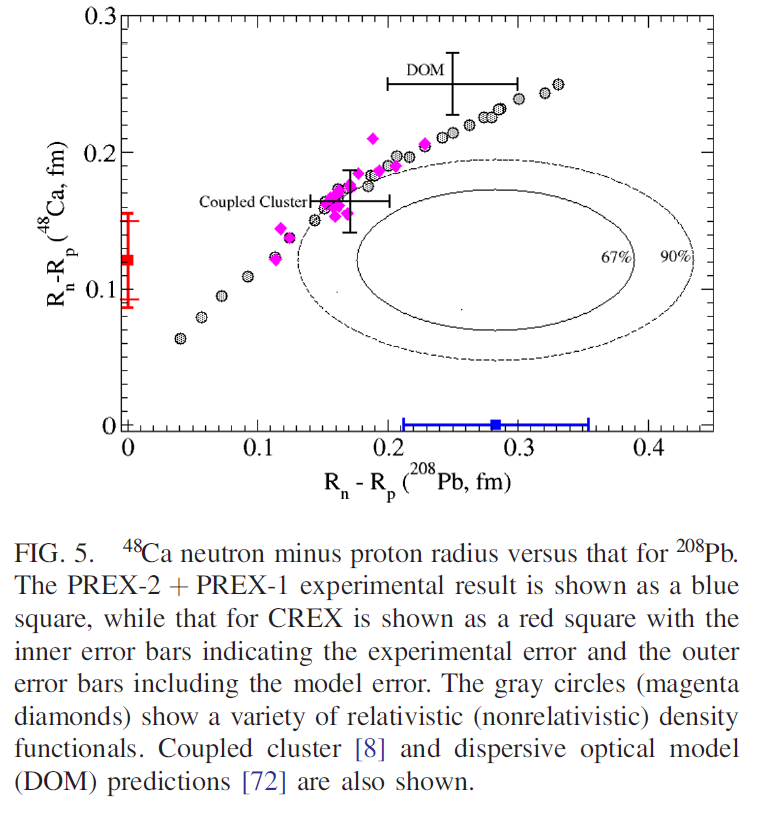 0.3
DOM
0.2
Coupled Cluster
R_n-R_p (^48Ca, fm)
67%
90%
0.1
0
0
0.1
0.2
0.3
0.4
R_n - R_p (^208Pb, fm)
FIG. 5. ^48Ca neutron minus proton radius versus that for ^208Pb.
The PREX-2 + PREX-1 experimental result is shown as a blue
square, while that for CREX is shown as a red square with the
inner error bars indicating the experimental error and the outer
error bars including the model error. The gray circles (magenta
diamonds) show a variety of relativistic (nonrelativistic) density
functionals. Coupled cluster [8] and dispersive optical model
(DOM) predictions [72] are also shown.